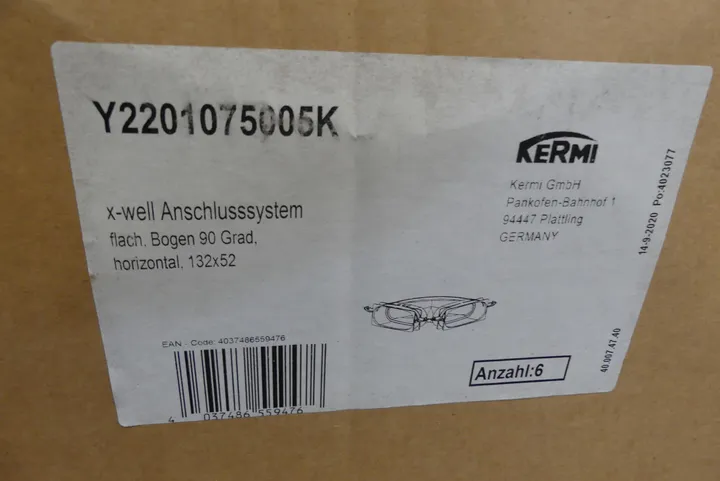 Y2201075005K
KERMI
Kermi GmbH
Pankofen-Bahnhof 1
94447 Plattling
GERMANY
x-well Anschlusssystem
flach, Bogen 90 Grad,
horizontal, 132x52
EAN - Code: 4037486559476
4 037486 559476
Anzahl:6
14-9-2020 Po:4023077
40.007.47.40